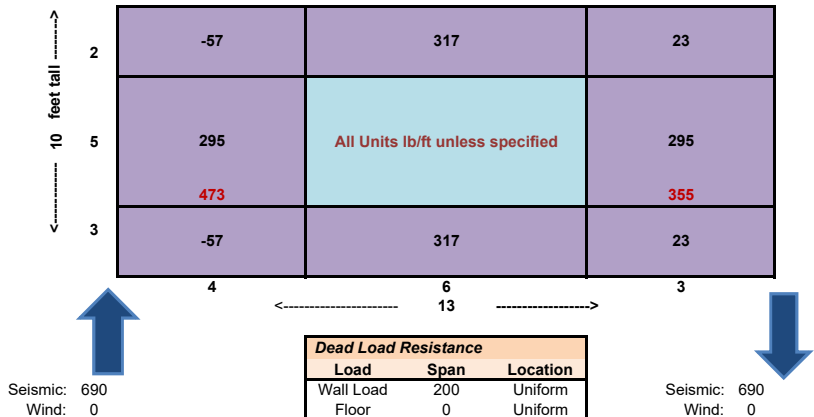 -57 317 23
2
<---------- 10 feet tall -------->
5 295 All Units lb/ft unless specified 295
473 355
3 -57 317 23
4 6 3
<---------------------- 13 ------------------>
Dead Load Resistance
Load Span Location
Seismic: 690 Wall Load 200 Uniform Seismic: 690
Wind: 0 Floor 0 Uniform Wind: 0